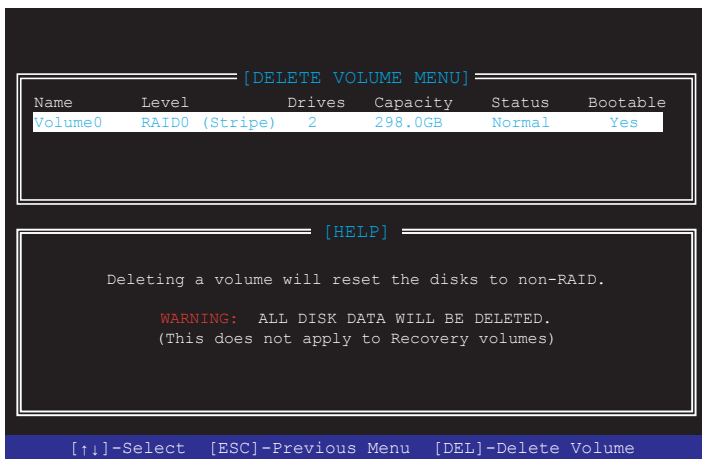 [DELETE VOLUME MENU]
Name Level Drives Capacity Status Bootable
Volume0 RAID0 (Stripe) 2 298.0GB Normal Yes
[HELP]
Deleting a volume will reset the disks to non-RAID.
WARNING: ALL DISK DATA WILL BE DELETED.
(This does not apply to Recovery volumes)
[↑↓]-Select [ESC]-Previous Menu [DEL]-Delete Volume